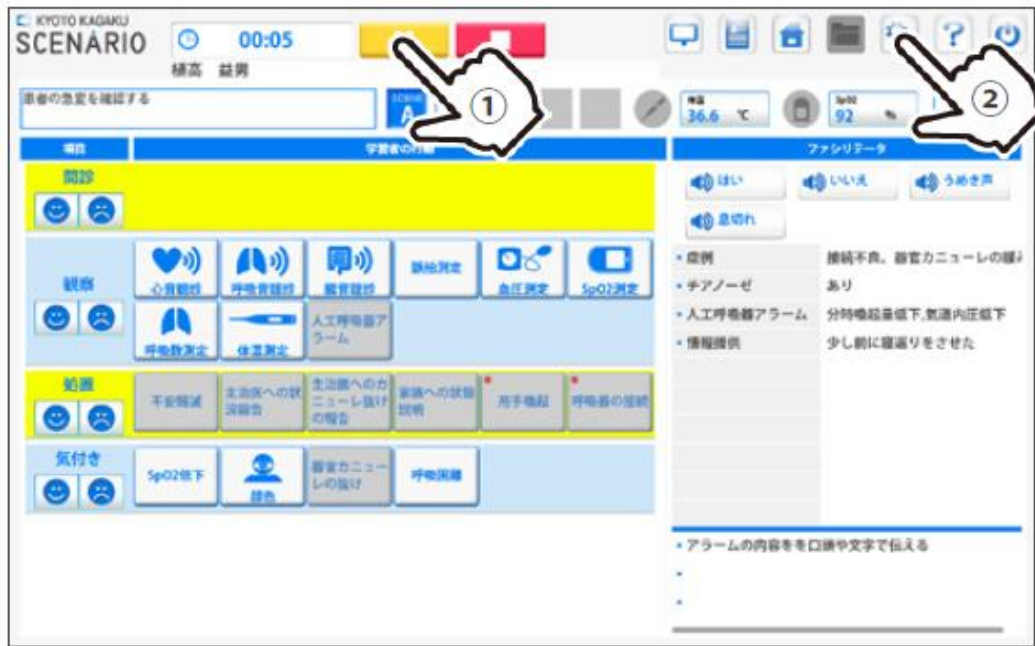 KYOTO KAGAKU
SCENARIO
00:05
植高 益男
①
②
患者の急変を確認する
A
体温
36.6 ℃
SpO2
92 %
項目
学習者の行動
ファシリテータ
問診
はい
いいえ
うめき声
息切れ
観察
心音聴診
呼吸音聴診
腸音聴診
脈拍測定
血圧測定
SpO2測定
呼吸数測定
体温測定
人工呼吸器ア
ラーム
・症例
接続不良、器官カニューレの
・チアノーゼ
あり
・人工呼吸器アラーム
分時換起量低下,気道内圧低下
・情報提供
少し前に寝返りをさせた
処置
不安軽減
主治医への状
況報告
主治医へのカ
ニューレ抜け
の報告
家族への状態
説明
用手換起
呼吸器の接続
気付き
SpO2低下
顔色
器官カニュー
レの抜け
呼吸困難
・アラームの内容をを口頭や文字で伝える